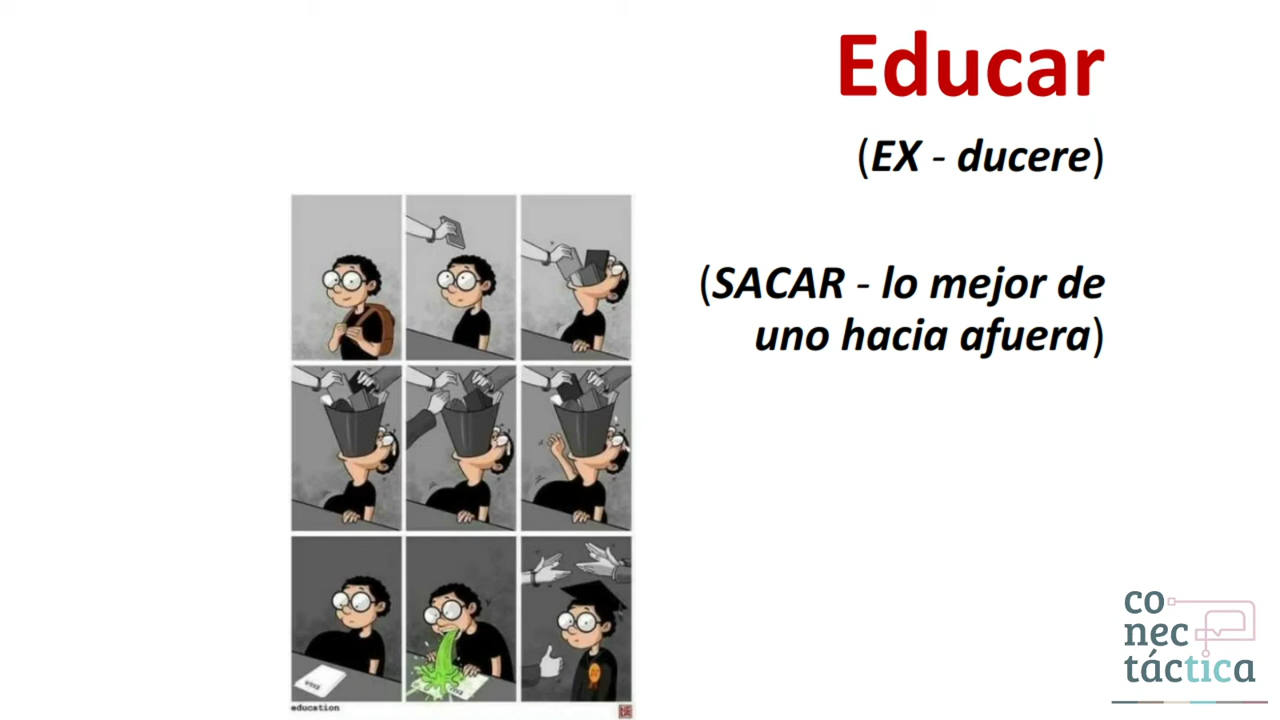 Educar
(EX - ducere)
(SACAR - lo mejor de
uno hacia afuera)
education
co
nec
táctica